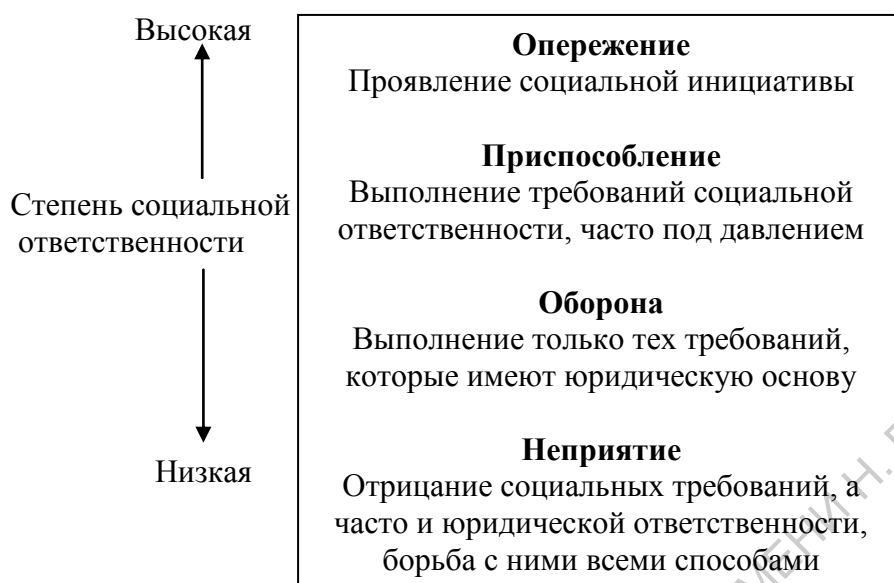 Высокая
Степень социальной
ответственности
Низкая
Опережение
Проявление социальной инициативы
Приспособление
Выполнение требований социальной
ответственности, часто под давлением
Оборона
Выполнение только тех требований,
которые имеют юридическую основу
Неприятие
Отрицание социальных требований, а
часто и юридической ответственности,
борьба с ними всеми способами